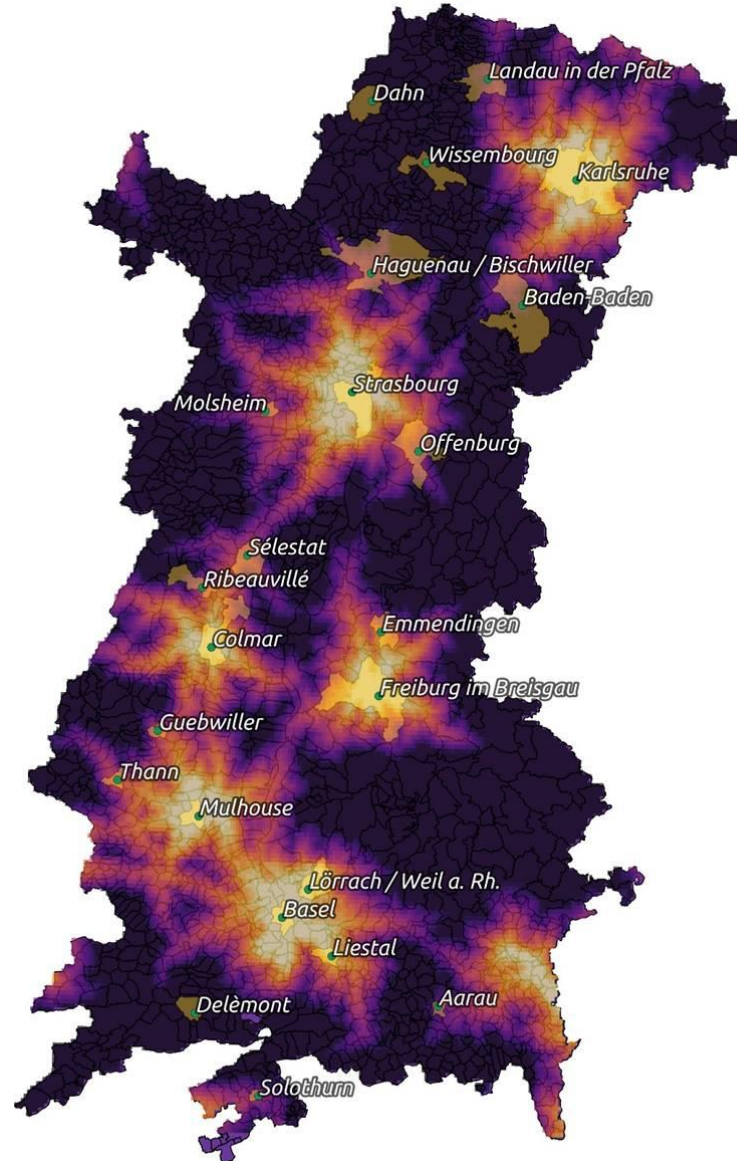 Landau in der Pfalz
Dahn
Wissembourg
Karlsruhe
Haguenau / Bischwiller
Baden-Baden
Strasbourg
Molsheim
Offenburg
Sélestat
Ribeauvillé
Emmendingen
Colmar
Freiburg im Breisgau
Guebwiller
Thann
Mulhouse
Lörrach / Weil a. Rh.
Basel
Liestal
Delèmont
Aarau
Solothurn